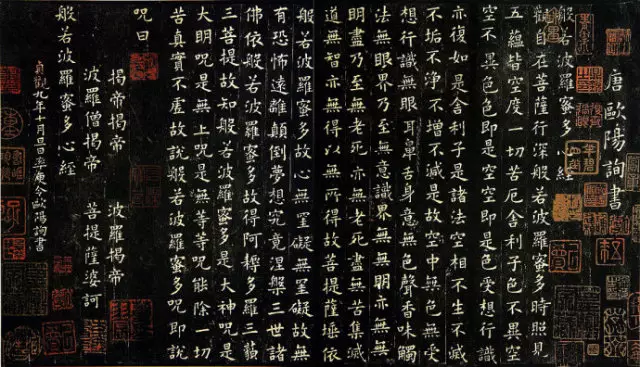 唐歐陽詢書
般若波羅蜜多心經
觀自在菩薩行深般若波羅蜜多時照見
五蘊皆空度一切苦厄舍利子色不異空
空不異色色即是空空即是色受想行識
亦復如是舍利子是諸法空相不生不滅
不垢不淨不增不減是故空中無色無受
想行識無眼耳鼻舌身意無色聲香味觸
法無眼界乃至無意識界無無明亦無無
明盡乃至無老死亦無老死盡無苦集滅
道無智亦無得以無所得故菩提薩埵依
般若波羅蜜多故心無罣礙無罣礙故無
有恐怖遠離顛倒夢想究竟涅槃三世諸
佛依般若波羅蜜多故得阿耨多羅三藐
三菩提故知般若波羅蜜多是大神咒是
大明咒是無上咒是無等等咒能除一切
苦真實不虛故說般若波羅蜜多咒即說
咒曰
揭帝揭帝 波羅揭帝
波羅僧揭帝 菩提薩婆訶
般若波羅蜜多心經
貞觀九年十月旦日率更令歐陽詢書